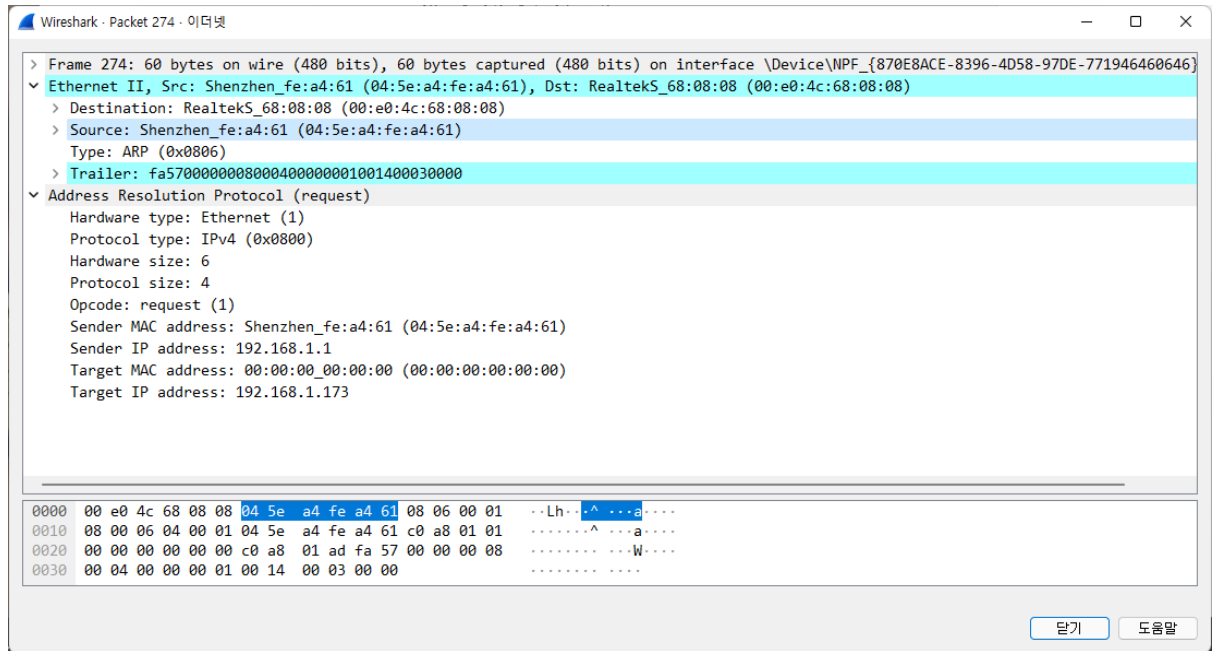 Wireshark · Packet 274 · 이더넷
> Frame 274: 60 bytes on wire (480 bits), 60 bytes captured (480 bits) on interface \Device\NPF_{870E8ACE-8396-4D58-97DE-771946460646}
Ethernet II, Src: Shenzhen_fe:a4:61 (04:5e:a4:fe:a4:61), Dst: RealtekS_68:08:08 (00:e0:4c:68:08:08)
> Destination: RealtekS_68:08:08 (00:e0:4c:68:08:08)
> Source: Shenzhen_fe:a4:61 (04:5e:a4:fe:a4:61)
Type: ARP (0x0806)
> Trailer: fa5700000008000400000001001400030000
Address Resolution Protocol (request)
Hardware type: Ethernet (1)
Protocol type: IPv4 (0x0800)
Hardware size: 6
Protocol size: 4
Opcode: request (1)
Sender MAC address: Shenzhen_fe:a4:61 (04:5e:a4:fe:a4:61)
Sender IP address: 192.168.1.1
Target MAC address: 00:00:00_00:00:00 (00:00:00:00:00:00)
Target IP address: 192.168.1.173
0000 00 e0 4c 68 08 08 04 5e a4 fe a4 61 08 06 00 01 ··Lh···^ ···a····
0010 08 00 06 04 00 01 04 5e a4 fe a4 61 c0 a8 01 01 ·······^ ···a····
0020 00 00 00 00 00 00 c0 a8 01 ad fa 57 00 00 00 08 ········ ···W····
0030 00 04 00 00 00 01 00 14 00 03 00 00 ········ ····
닫기 도움말